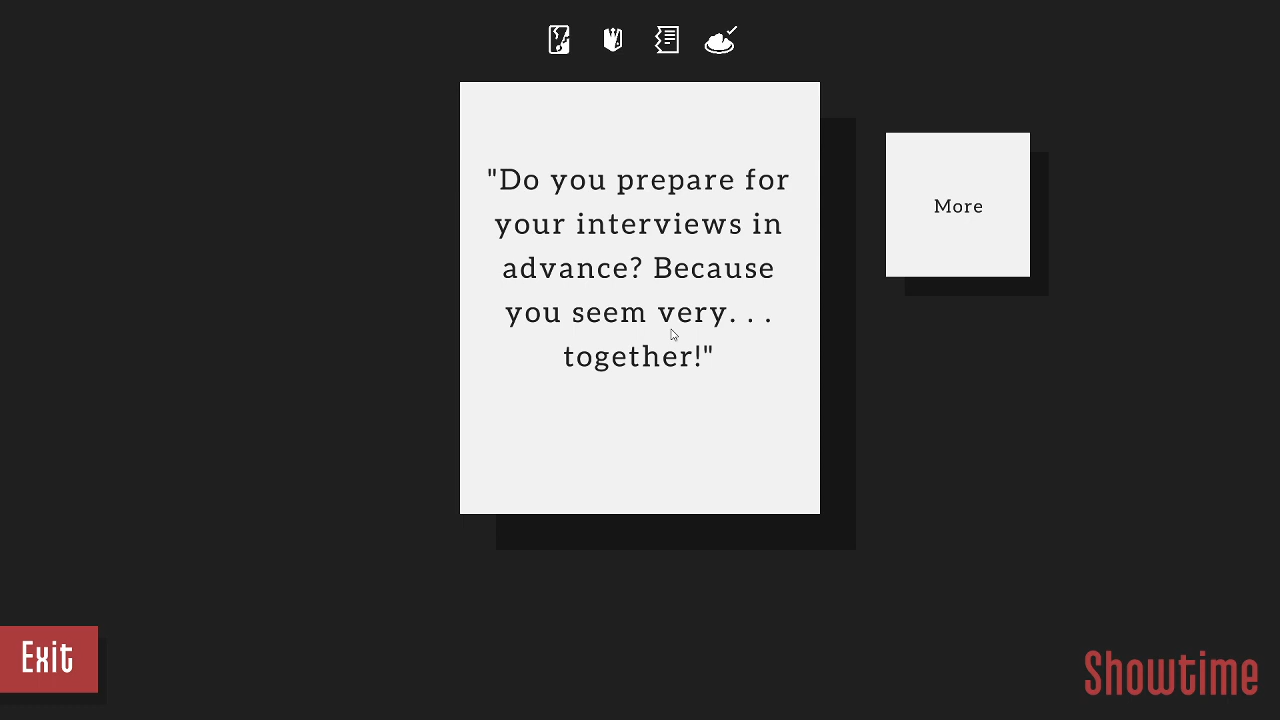 "Do you prepare for
your interviews in
advance? Because
you seem very. . .
together!"
More
Exit
Showtime